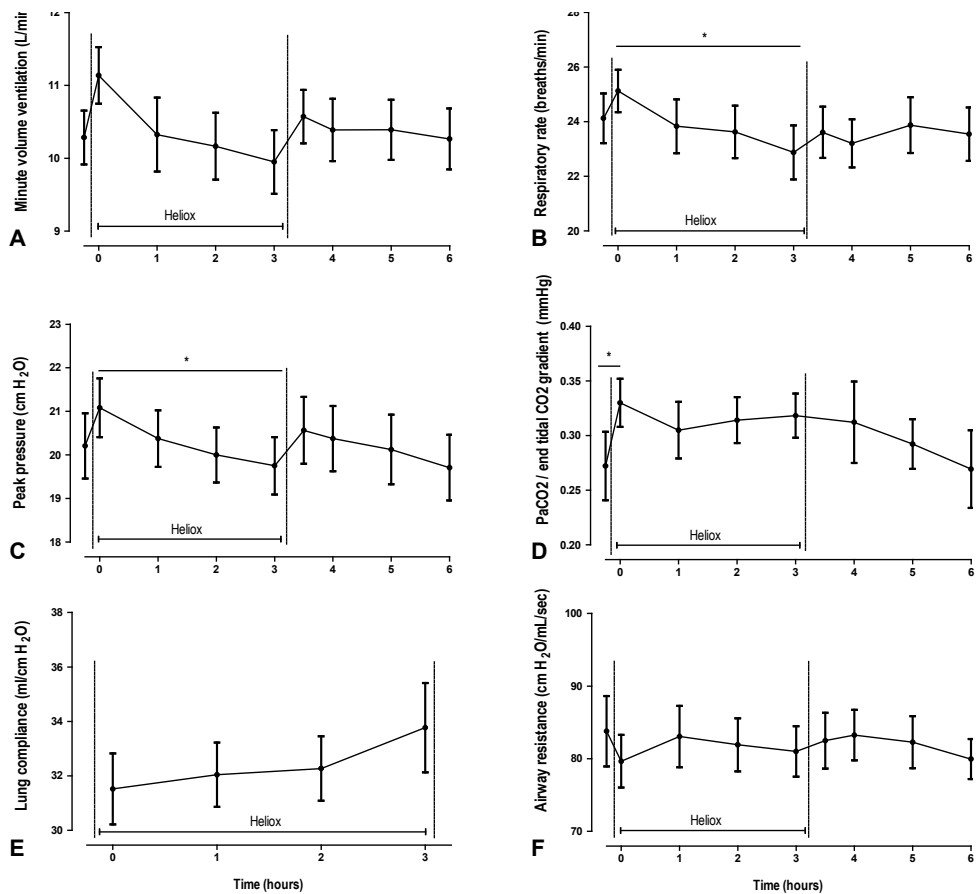 Minute volume ventilation (L/min
12
11
10
9
Heliox
A
0 1 2 3 4 5 6
Respiratory rate (breaths/min)
28
26
24
22
20
*
Heliox
B
0 1 2 3 4 5 6
Peak pressure (cm H₂O)
23
22
21
20
19
18
*
Heliox
C
0 1 2 3 4 5 6
PaCO2 / end tidal CO2 gradient (mmHg)
0.40
0.35
0.30
0.25
0.20
*
Heliox
D
0 1 2 3 4 5 6
Lung compliance (ml/cm H₂O)
38
36
34
32
30
Heliox
E
0 1 2 3
Time (hours)
Airway resistance (cm H₂O/mL/sec)
100
90
80
70
Heliox
F
0 1 2 3 4 5 6
Time (hours)